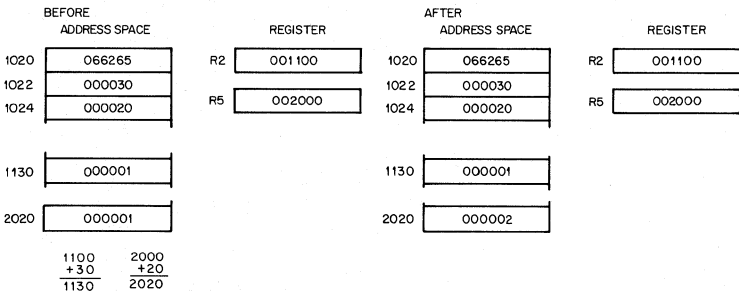 BEFORE AFTER
ADDRESS SPACE REGISTER ADDRESS SPACE REGISTER
1020 066265 R2 001100 1020 066265 R2 001100
1022 000030 1022 000030
1024 000020 R5 002000 1024 000020 R5 002000
1130 000001 1130 000001
2020 000001 2020 000002
1100 2000
+30 +20
1130 2020